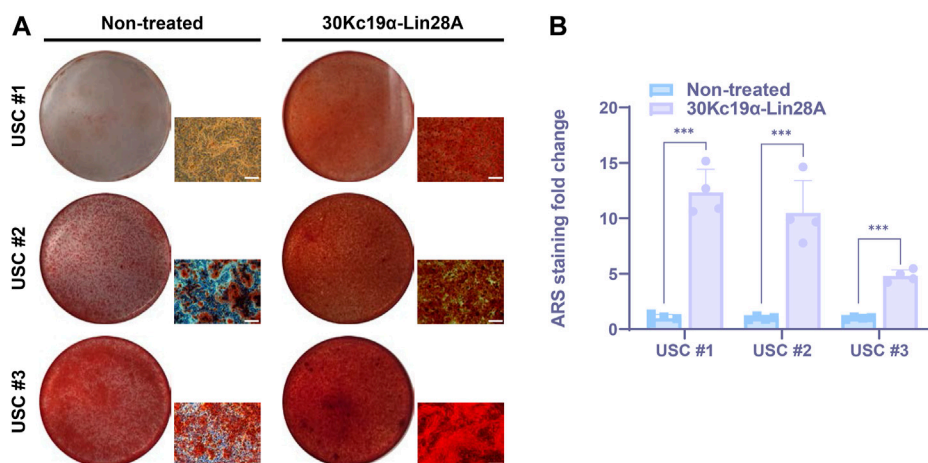 A
Non-treated
30Kc19α-Lin28A
USC #1
USC #2
USC #3
B
Non-treated
30Kc19α-Lin28A
ARS staining fold change
20
15
10
5
0
***
***
***
USC #1
USC #2
USC #3